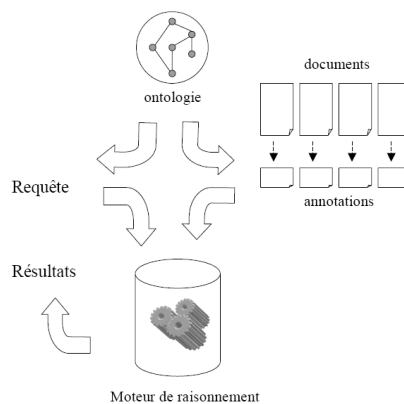 ontologie
documents
Requête
annotations
Résultats
Moteur de raisonnement